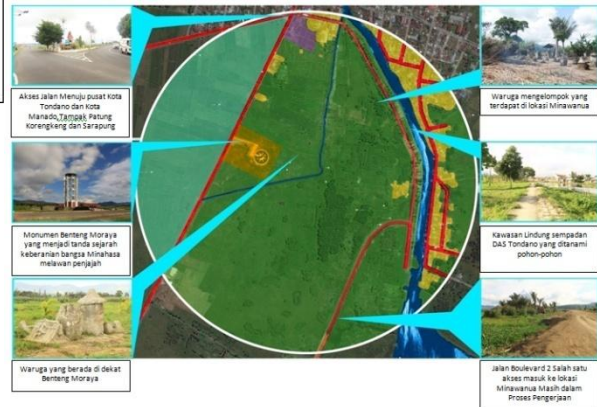 Akses Jalan Menuju pusat Kota
Tondano dan Kota
Manado,Tampak Patung
Korengkeng dan Sarapung
Monumen Benteng Moraya
yang menjadi tanda sejarah
keberanian bangsa Minahasa
melawan penjajah
Waruga yang berada di dekat
Benteng Moraya
Waruga mengelompok yang
terdapat di lokasi Minawanua
Kawasan Lindung sempadan
DAS Tondano yang ditanami
pohon-pohon
Jalan Boulevard 2 Salah satu
akses masuk ke lokasi
Minawanua Masih dalam
Proses Pengerjaan